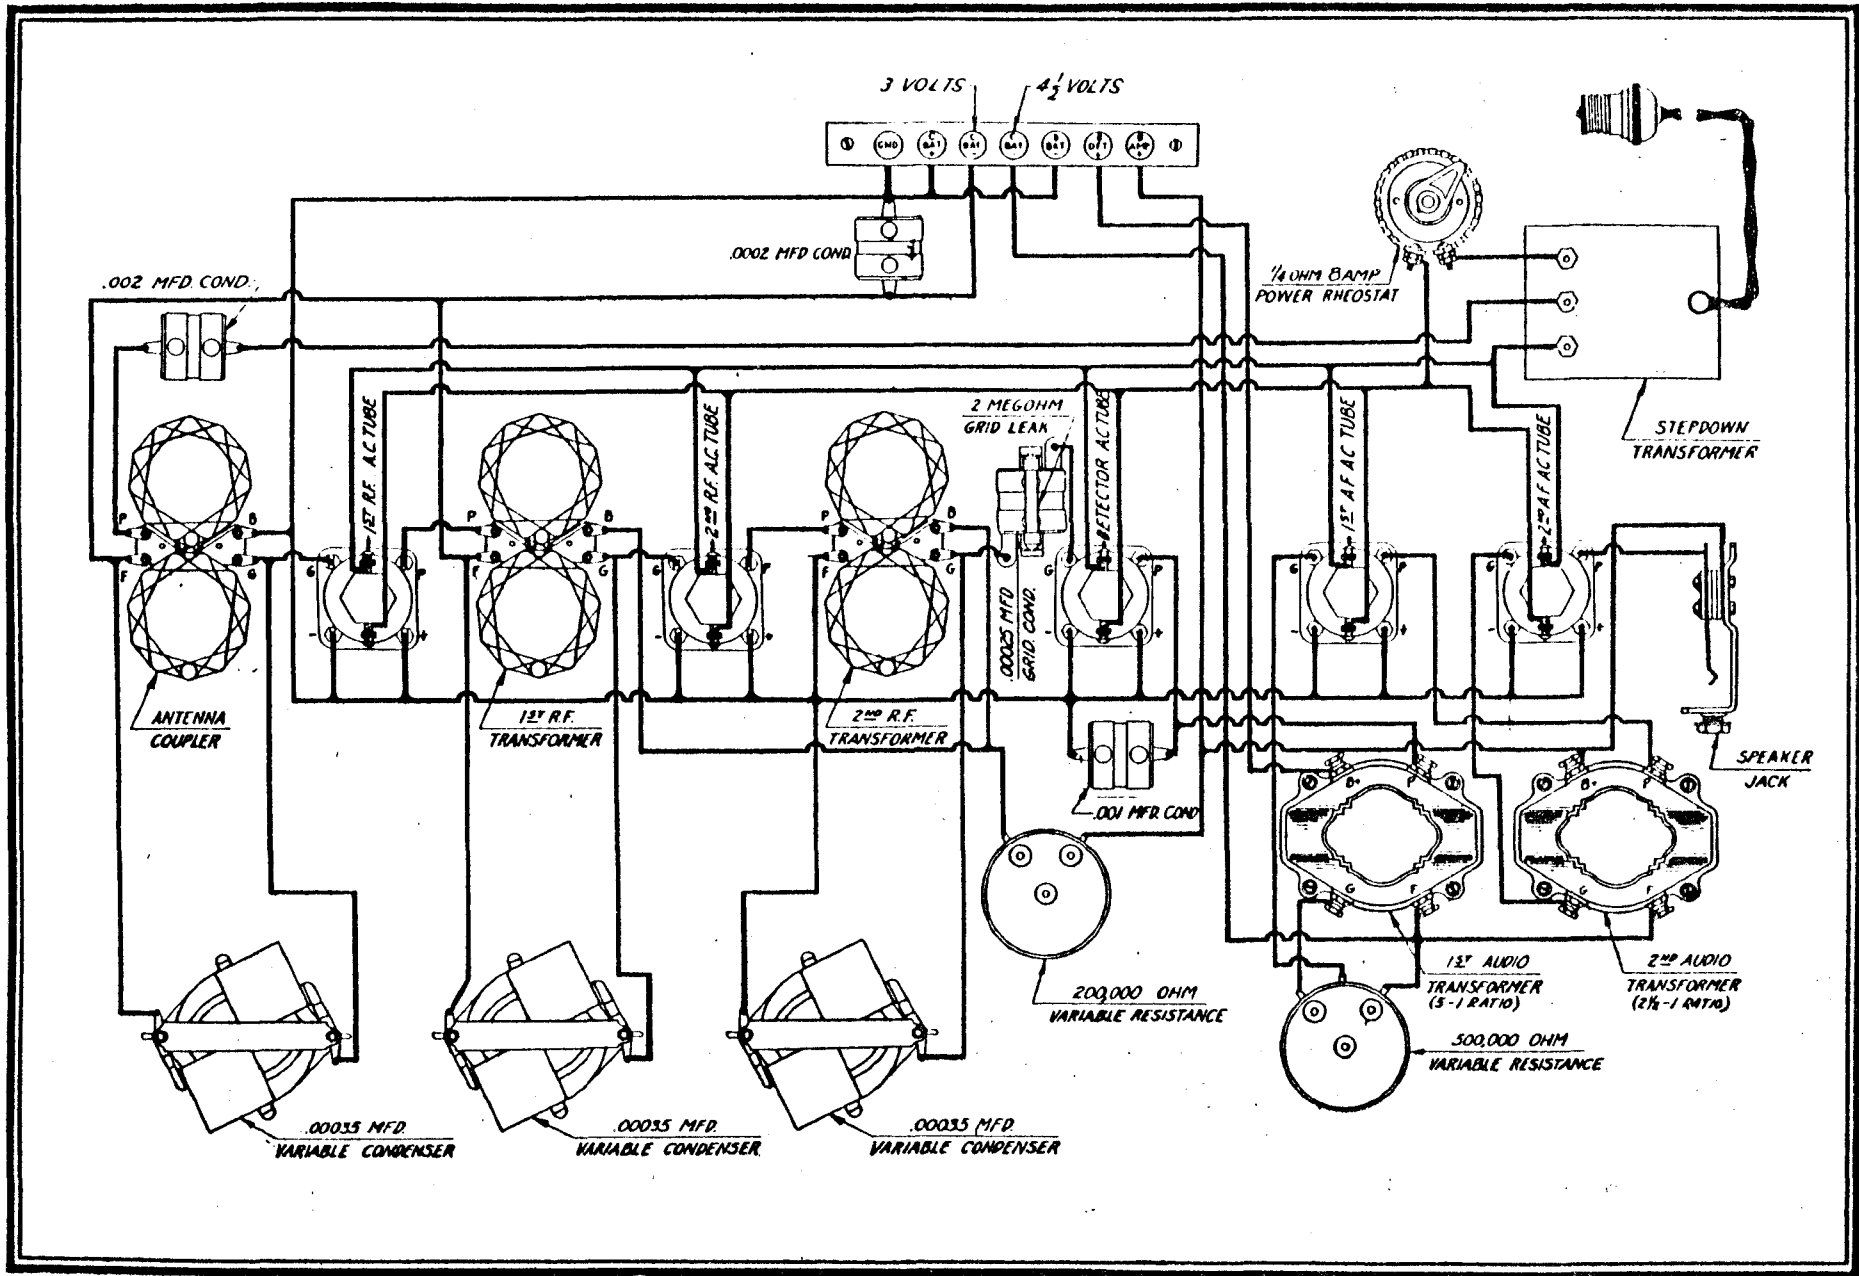 3 VOLTS
4 1/2 VOLTS
GND
C BAT +
C BAT -
C BAT -
B BAT -
B DET +
B AMP +
.0002 MFD COND
.002 MFD. COND.
1/4 OHM 8 AMP
POWER RHEOSTAT
STEPDOWN
TRANSFORMER
2 MEGOHM
GRID LEAK
1ST R.F. A.C. TUBE
2ND R.F. A.C. TUBE
DETECTOR AC TUBE
1ST AF AC TUBE
2ND AF AC TUBE
P B
F G
G P
- +
P B
F G
G P
- +
P B
F G
G P
- +
G P
- +
G P
- +
.00025 MFD
GRID. COND.
ANTENNA
COUPLER
1ST R.F.
TRANSFORMER
2ND R.F.
TRANSFORMER
.001 MFD. COND
SPEAKER
JACK
B+ P
G F
B+ P
G F
200,000 OHM
VARIABLE RESISTANCE
1ST AUDIO
TRANSFORMER
(5-1 RATIO)
2ND AUDIO
TRANSFORMER
(2½-1 RATIO)
500,000 OHM
VARIABLE RESISTANCE
.00035 MFD.
VARIABLE CONDENSER
.00035 MFD.
VARIABLE CONDENSER
.00035 MFD.
VARIABLE CONDENSER